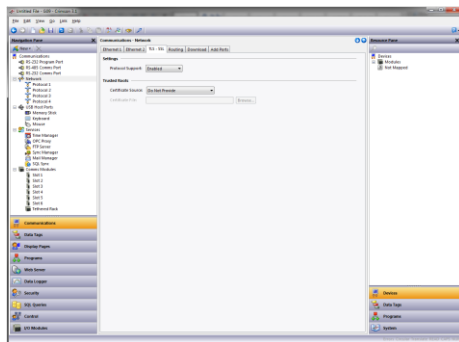 Untitled File - G09 - Crimson 3.1
File Edit View Go Link Help
Navigation Pane
Communications - Network
Resource Pane
Ethernet 1 Ethernet 2 TLS - SSL Routing Download Add Ports
Settings
Protocol Support: Enabled
Trusted Roots
Certificate Source: Do Not Provide
Certificate File:
Browse...
Communications
RS-232 Program Port
RS-485 Comms Port
RS-232 Comms Port
Network
Protocol 1
Protocol 2
Protocol 3
Protocol 4
USB Host Ports
Memory Stick
Keyboard
Mouse
Services
Time Manager
OPC Proxy
FTP Server
Sync Manager
Mail Manager
SQL Sync
Comms Modules
Slot 1
Slot 2
Slot 3
Slot 4
Slot 5
Slot 6
Tethered Rack
Communications
Data Tags
Display Pages
Programs
Web Server
Data Logger
Security
SQL Queries
Control
I/O Modules
Devices
Modules
Not Mapped
Devices
Data Tags
Programs
System